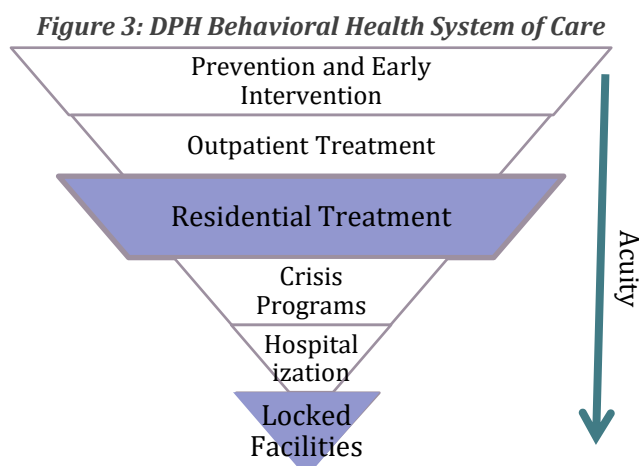 Figure 3: DPH Behavioral Health System of Care
Prevention and Early
Intervention
Outpatient Treatment
Residential Treatment
Crisis
Programs
Hospital
ization
Locked
Facilities
Acuity